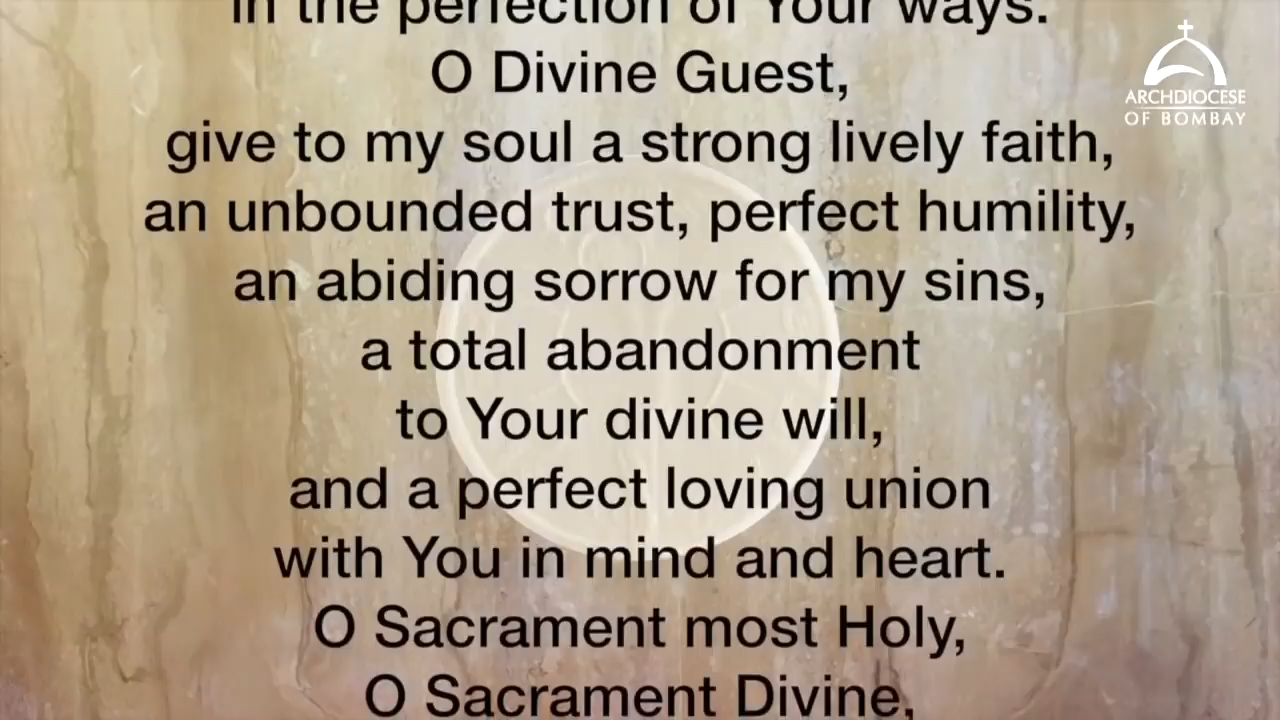 in the perfection of Your ways.
O Divine Guest,
give to my soul a strong lively faith,
an unbounded trust, perfect humility,
an abiding sorrow for my sins,
a total abandonment
to Your divine will,
and a perfect loving union
with You in mind and heart.
O Sacrament most Holy,
O Sacrament Divine,
ARCHDIOCESE
OF BOMBAY